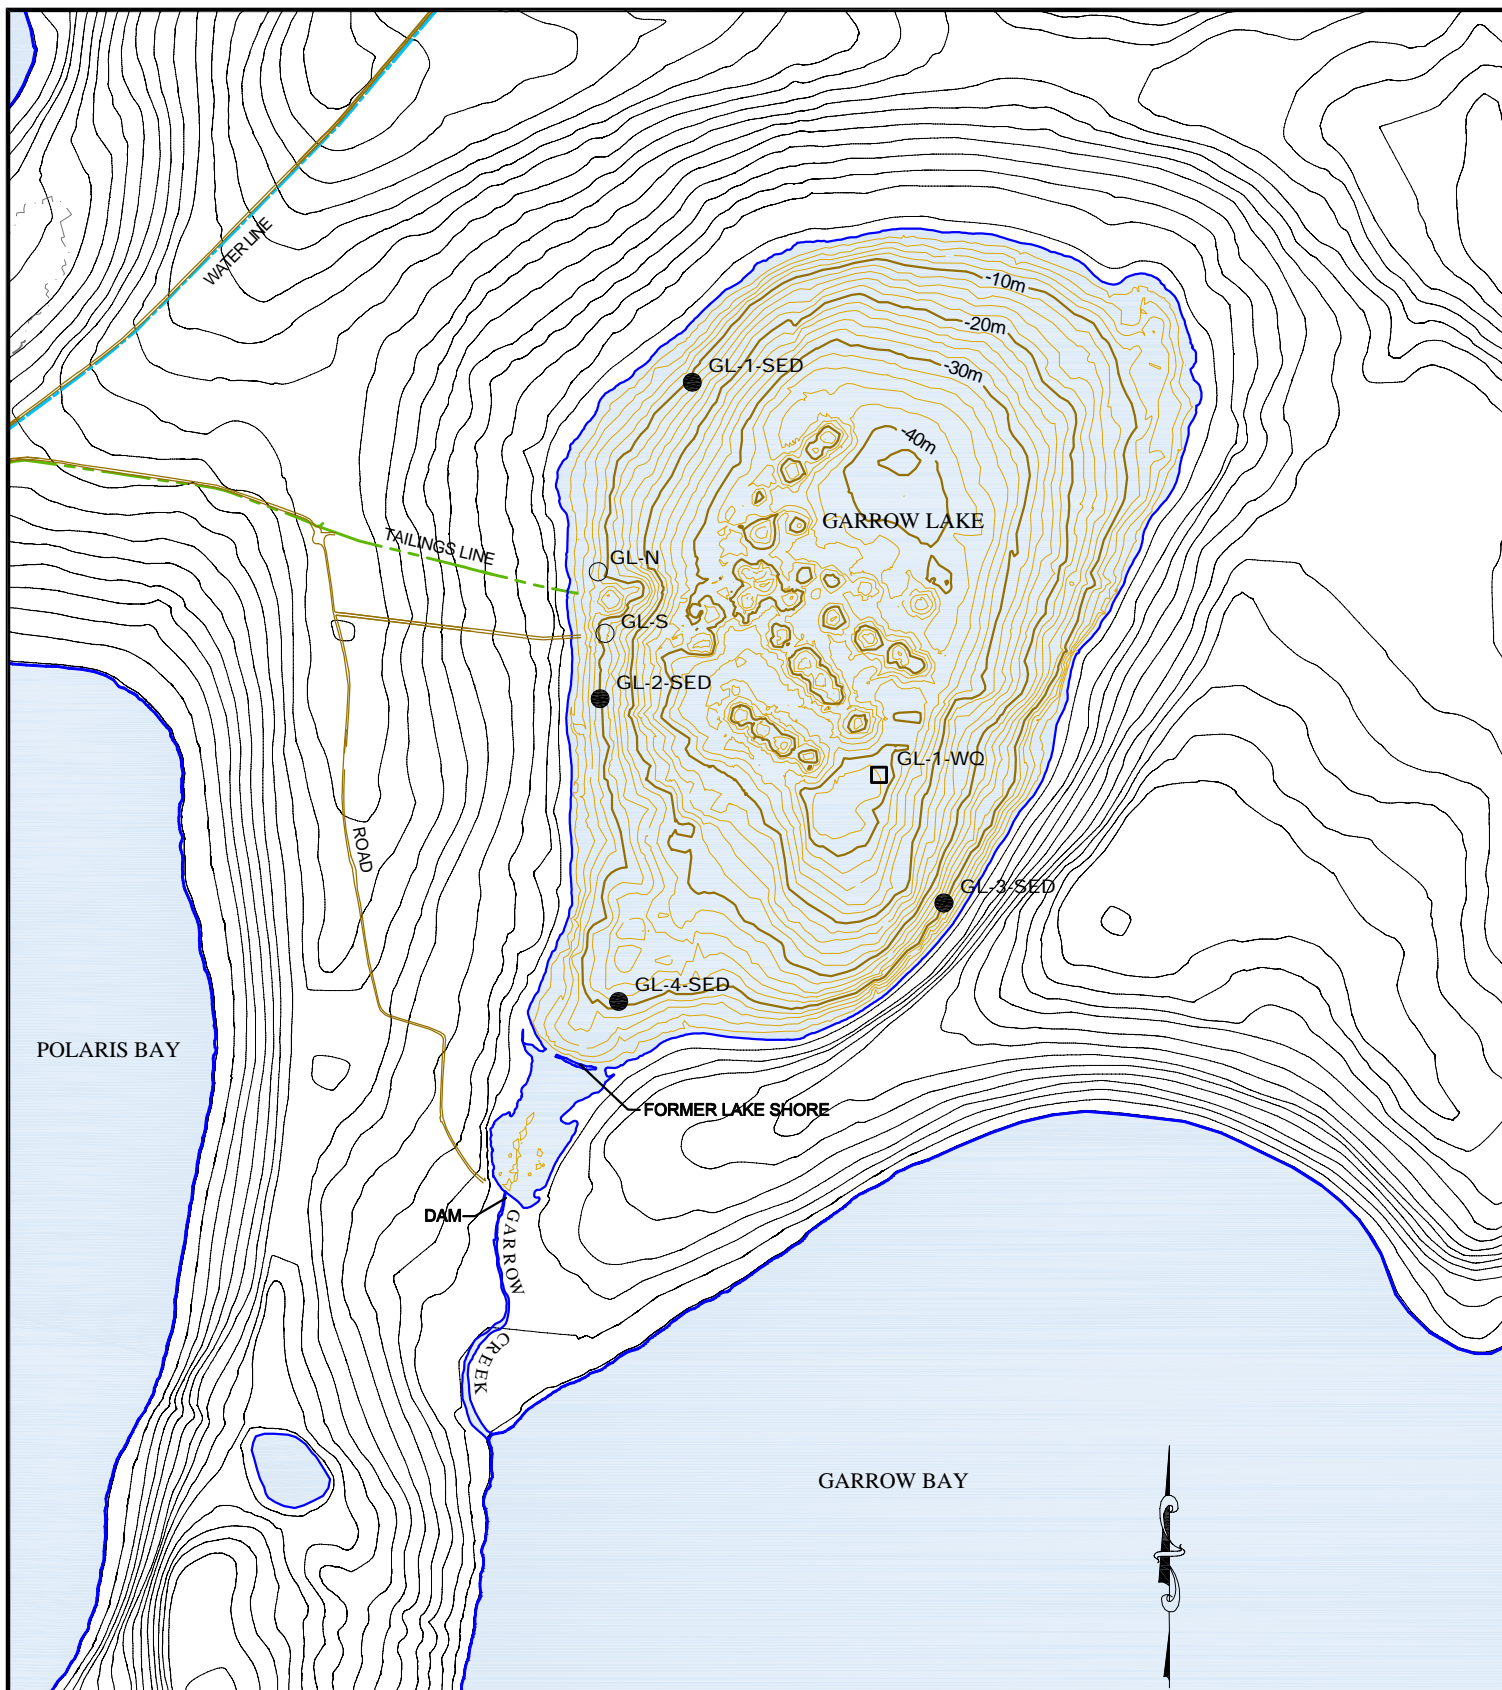 WATER LINE
-10m
-20m
-30m
GL-1-SED
-40m
GARROW LAKE
TAILINGS LINE
GL-N
GL-S
GL-2-SED
GL-1-WQ
ROAD
GL-3-SED
GL-4-SED
POLARIS BAY
FORMER LAKE SHORE
DAM
GARROW
CREEK
GARROW BAY